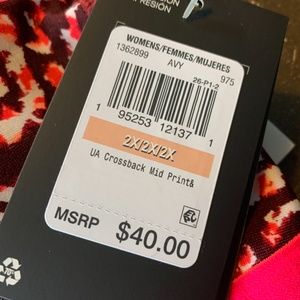 PRESIÓN
WOMENS/FEMMES/MUJERES
1362899 AVY 975
26-P1-2
1 95253 12137 1
2X/2X/2X
UA Crossback Mid Print&
MSRP $40.00